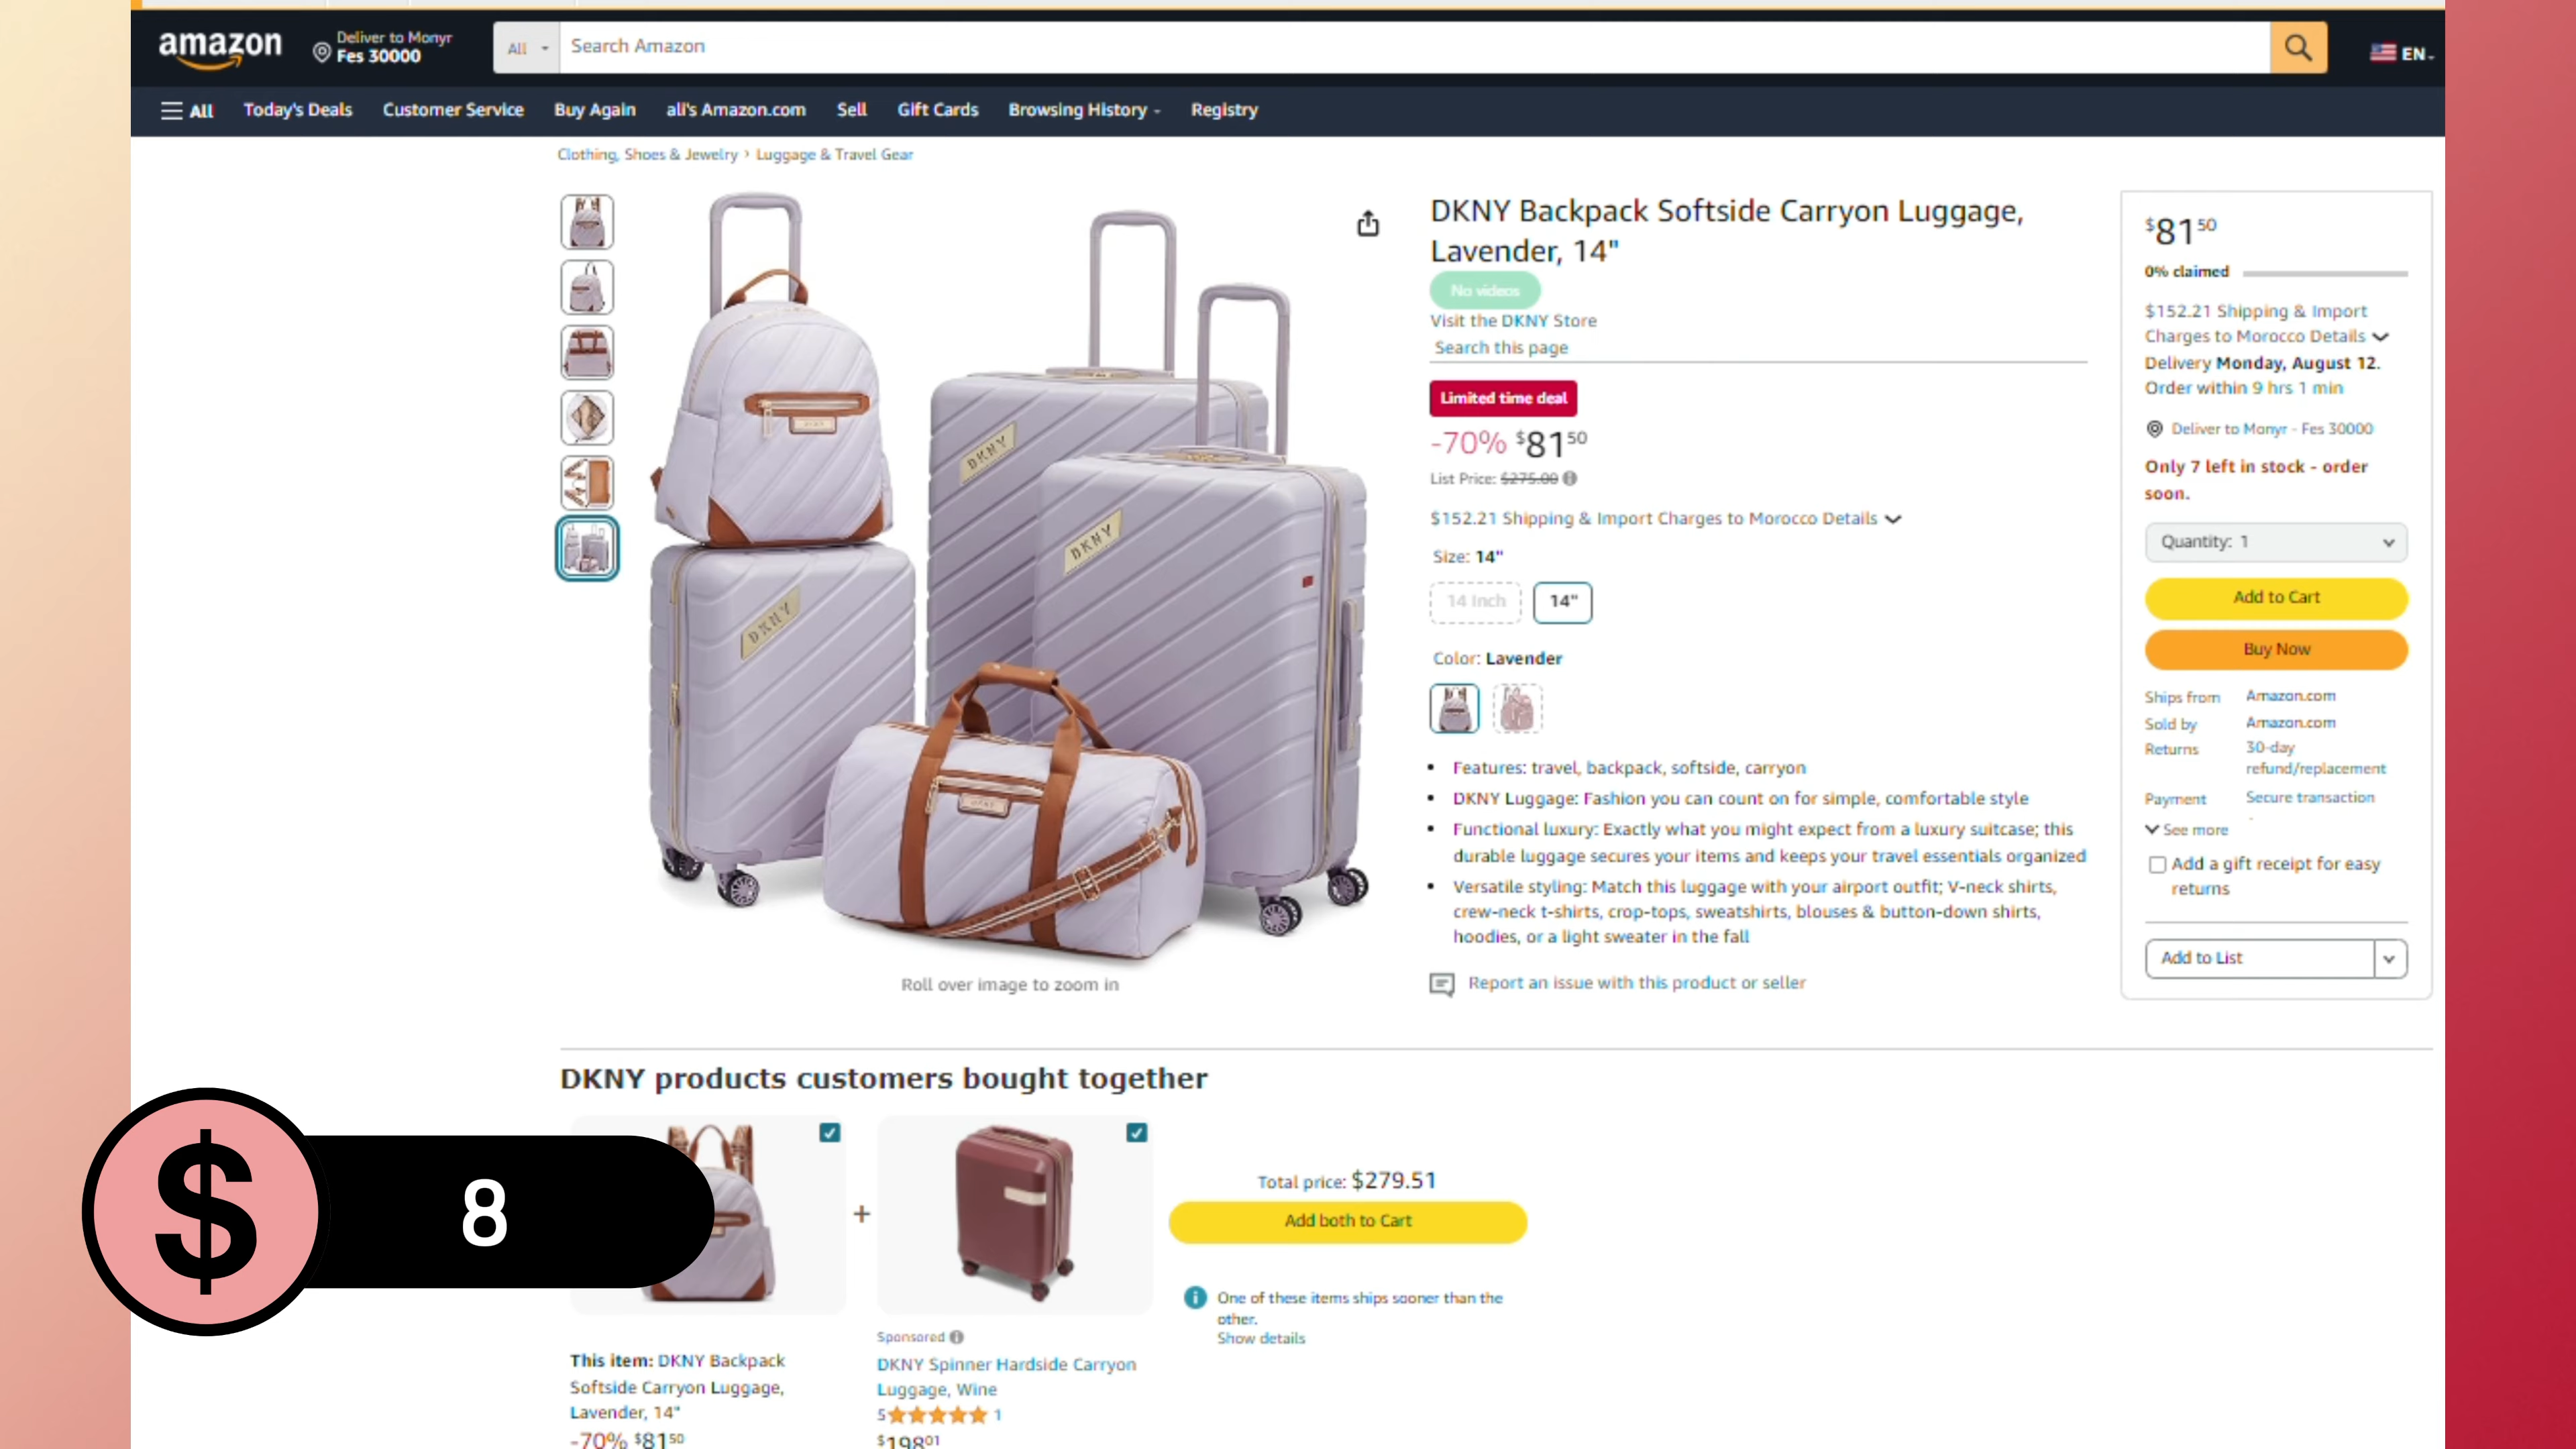 amazon
Deliver to Monyr
Fes 30000
All
Search Amazon
EN
All
Today's Deals
Customer Service
Buy Again
ali's Amazon.com
Sell
Gift Cards
Browsing History
Registry
Clothing, Shoes & Jewelry › Luggage & Travel Gear
DKNY
DKNY
DKNY
Roll over image to zoom in
DKNY Backpack Softside Carryon Luggage,
Lavender, 14"
No videos
Visit the DKNY Store
Search this page
Limited time deal
-70% $8150
List Price: $275.00
$152.21 Shipping & Import Charges to Morocco Details
Size: 14"
14 Inch
14"
Color: Lavender
• Features: travel, backpack, softside, carryon
• DKNY Luggage: Fashion you can count on for simple, comfortable style
• Functional luxury: Exactly what you might expect from a luxury suitcase; this
durable luggage secures your items and keeps your travel essentials organized
• Versatile styling: Match this luggage with your airport outfit; V-neck shirts,
crew-neck t-shirts, crop-tops, sweatshirts, blouses & button-down shirts,
hoodies, or a light sweater in the fall
Report an issue with this product or seller
$8150
0% claimed
$152.21 Shipping & Import
Charges to Morocco Details
Delivery Monday, August 12.
Order within 9 hrs 1 min
Deliver to Monyr - Fes 30000
Only 7 left in stock - order
soon.
Quantity: 1
Add to Cart
Buy Now
Ships from Amazon.com
Sold by Amazon.com
Returns 30-day
refund/replacement
Payment Secure transaction
See more
Add a gift receipt for easy
returns
Add to List
DKNY products customers bought together
$ 8
+
Total price: $279.51
Add both to Cart
One of these items ships sooner than the
other.
Show details
This item: DKNY Backpack
Softside Carryon Luggage,
Lavender, 14"
-70% $8150
Sponsored
DKNY Spinner Hardside Carryon
Luggage, Wine
5 1
$19801